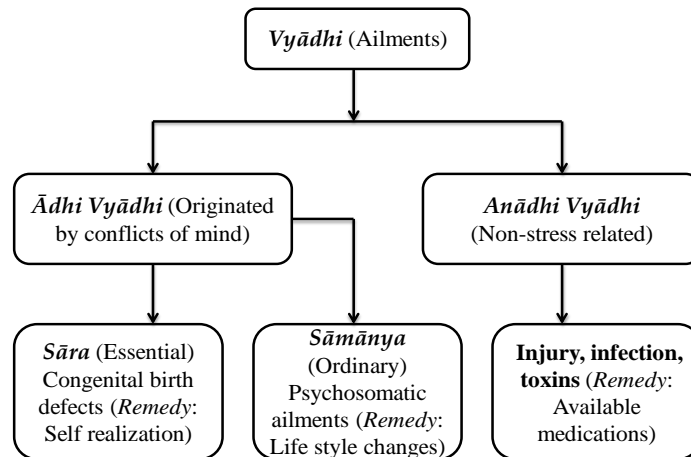 Vyādhi (Ailments)
Ādhi Vyādhi (Originated
by conflicts of mind)
Anādhi Vyādhi
(Non-stress related)
Sāra (Essential)
Congenital birth
defects (Remedy:
Self realization)
Sāmānya
(Ordinary)
Psychosomatic
ailments (Remedy:
Life style changes)
Injury, infection,
toxins (Remedy:
Available
medications)